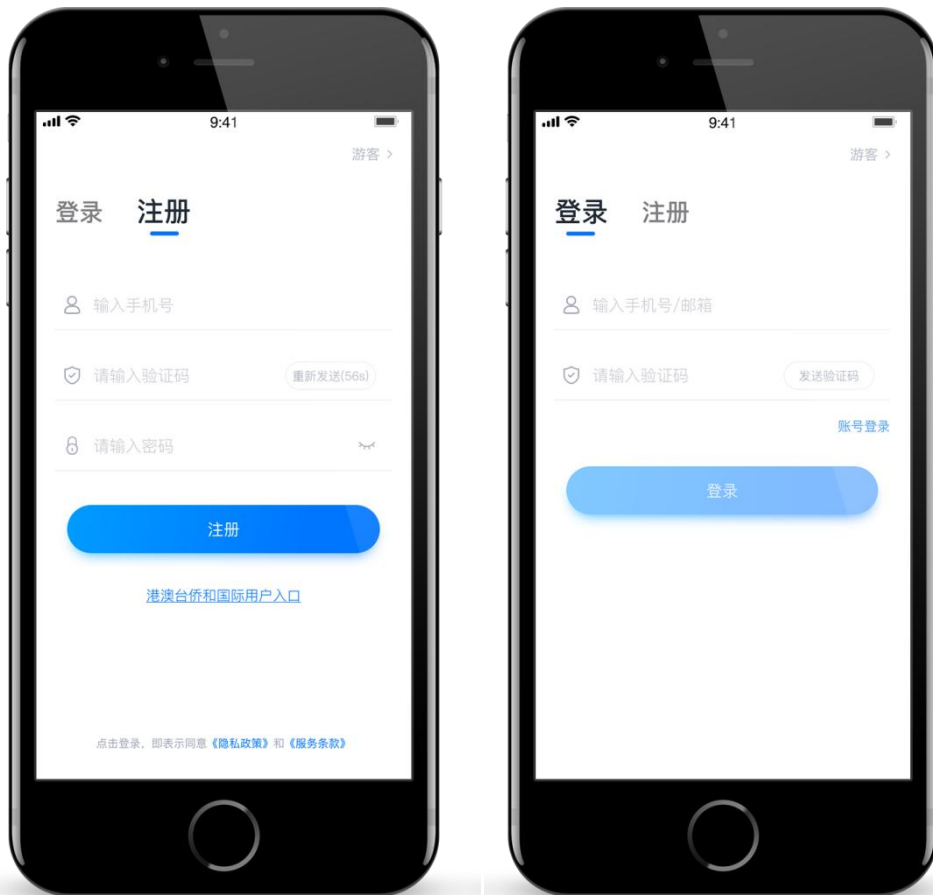 9:41
游客 >
登录 注册
输入手机号
请输入验证码 重新发送(56s)
请输入密码
注册
港澳台侨和国际用户入口
点击登录，即表示同意《隐私政策》和《服务条款》
9:41
游客 >
登录 注册
输入手机号/邮箱
请输入验证码 发送验证码
账号登录
登录